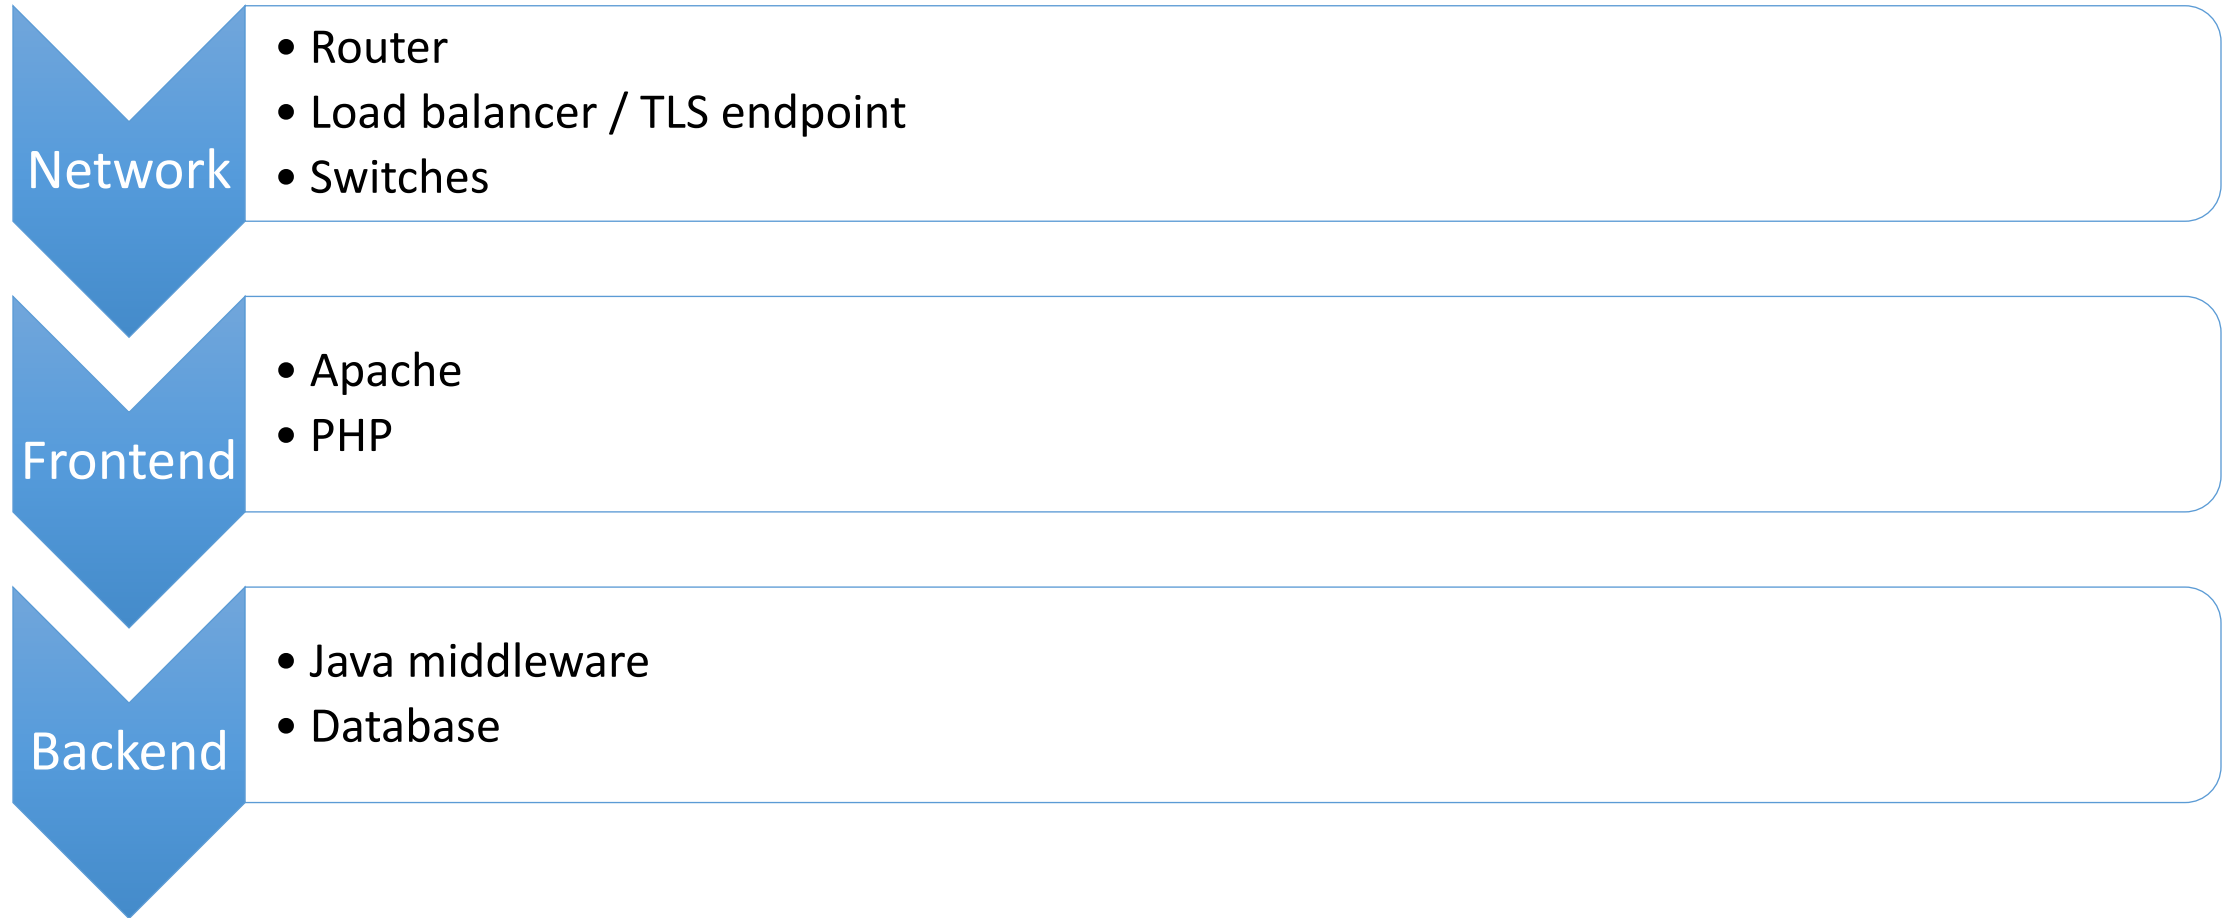 Network
• Router
• Load balancer / TLS endpoint
• Switches
Frontend
• Apache
• PHP
Backend
• Java middleware
• Database